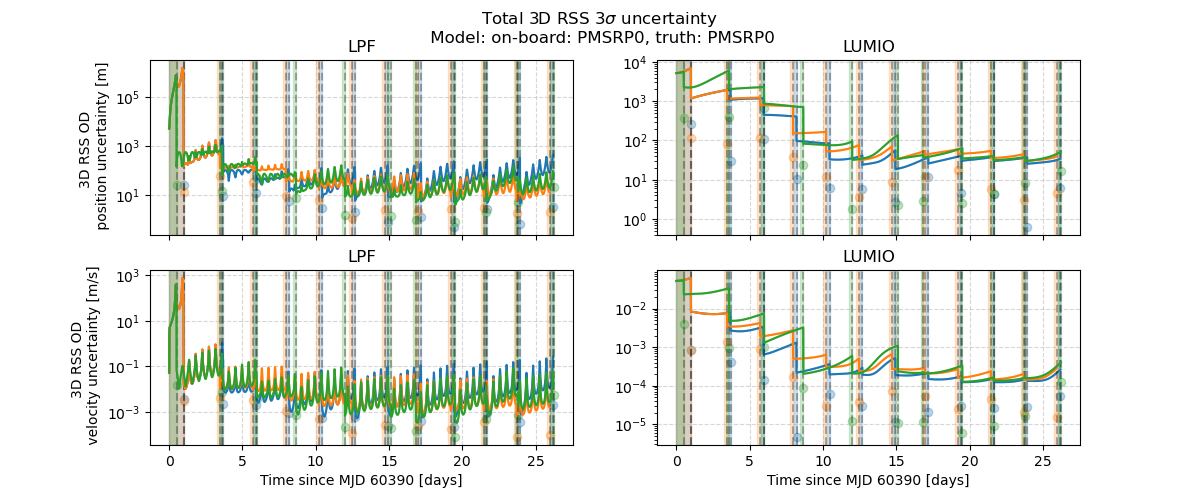 Total 3D RSS 3σ uncertainty
Model: on-board: PMSRP0, truth: PMSRP0
LPF
LUMIO
3D RSS OD
position uncertainty [m]
10^5
10^3
10^1
10^4
10^3
10^2
10^1
10^0
LPF
LUMIO
3D RSS OD
velocity uncertainty [m/s]
10^3
10^1
10^−1
10^−3
10^−2
10^−3
10^−4
10^−5
0 5 10 15 20 25
0 5 10 15 20 25
Time since MJD 60390 [days]
Time since MJD 60390 [days]